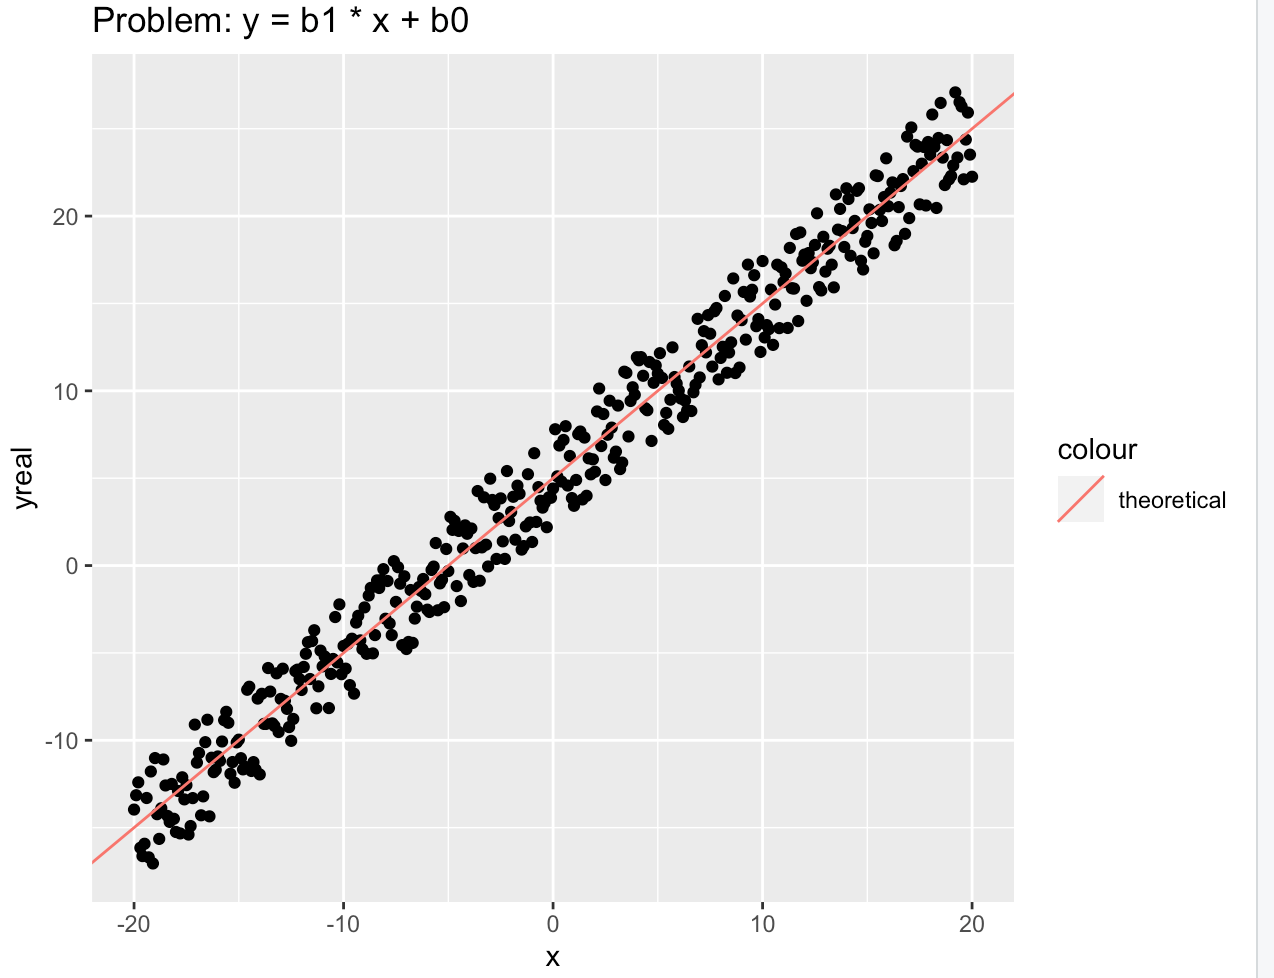 Problem: y = b1 * x + b0
yreal
20
10
0
-10
-20 -10 0 10 20
x
colour
theoretical